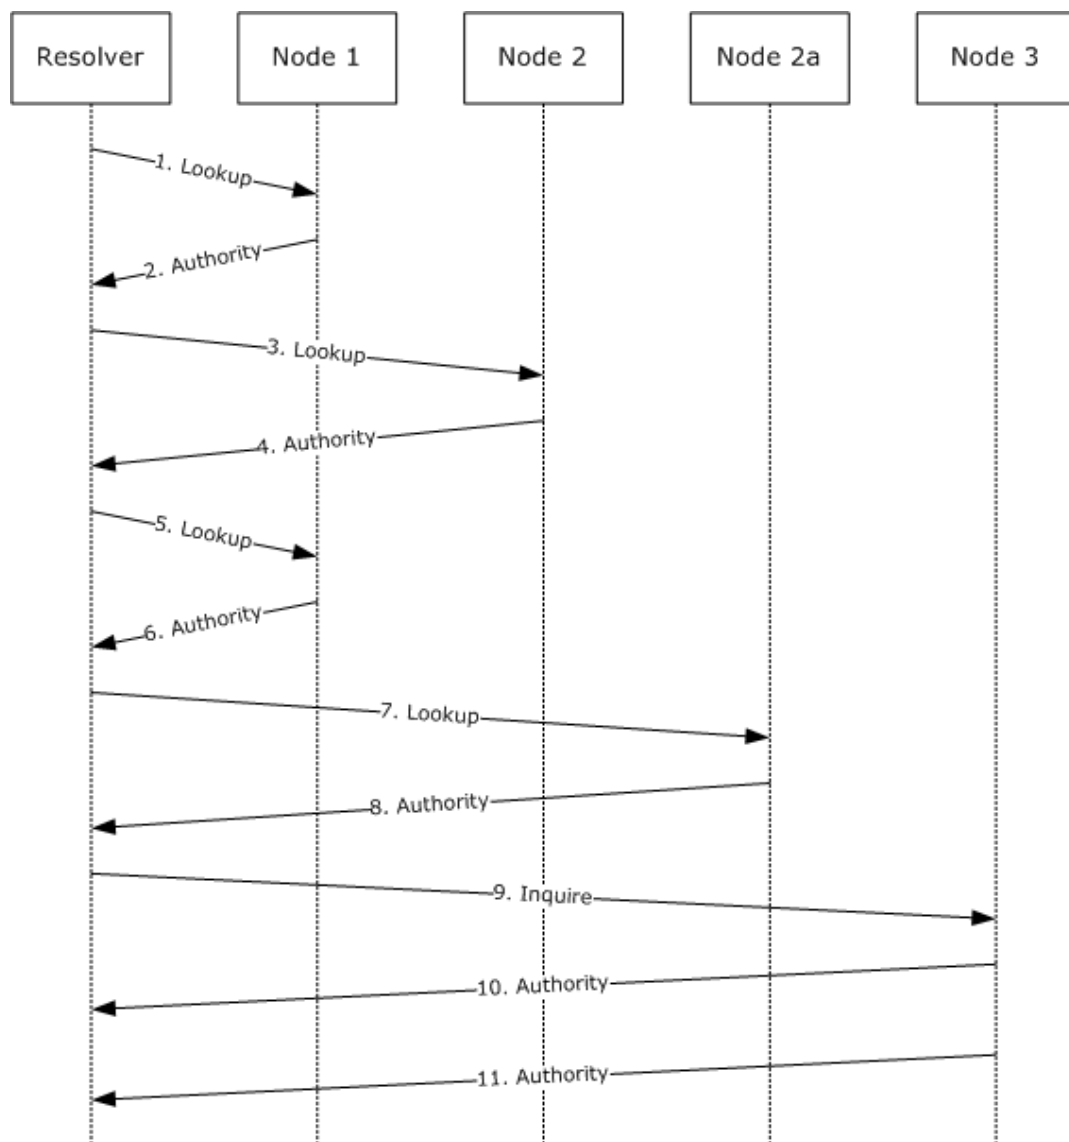 Resolver
Node 1
Node 2
Node 2a
Node 3
1. Lookup
2. Authority
3. Lookup
4. Authority
5. Lookup
6. Authority
7. Lookup
8. Authority
9. Inquire
10. Authority
11. Authority